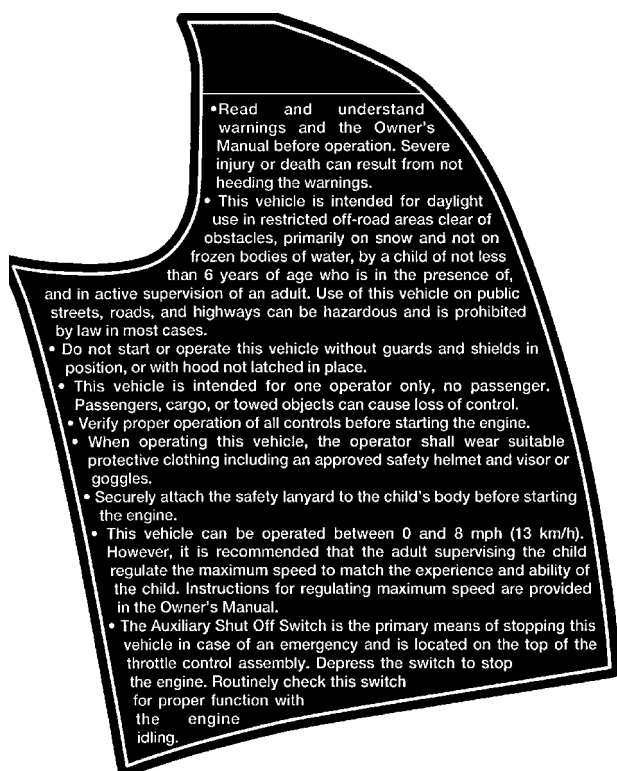 •Read and understand
warnings and the Owner's
Manual before operation. Severe
injury or death can result from not
heeding the warnings.
• This vehicle is intended for daylight
use in restricted off-road areas clear of
obstacles, primarily on snow and not on
frozen bodies of water, by a child of not less
than 6 years of age who is in the presence of,
and in active supervision of an adult. Use of this vehicle on public
streets, roads, and highways can be hazardous and is prohibited
by law in most cases.
• Do not start or operate this vehicle without guards and shields in
position, or with hood not latched in place.
• This vehicle is intended for one operator only, no passenger.
Passengers, cargo, or towed objects can cause loss of control.
• Verify proper operation of all controls before starting the engine.
• When operating this vehicle, the operator shall wear suitable
protective clothing including an approved safety helmet and visor or
goggles.
• Securely attach the safety lanyard to the child's body before starting
the engine.
• This vehicle can be operated between 0 and 8 mph (13 km/h).
However, it is recommended that the adult supervising the child
regulate the maximum speed to match the experience and ability of
the child. Instructions for regulating maximum speed are provided
in the Owner's Manual.
• The Auxiliary Shut Off Switch is the primary means of stopping this
vehicle in case of an emergency and is located on the top of the
throttle control assembly. Depress the switch to stop
the engine. Routinely check this switch
for proper function with
the engine
idling.